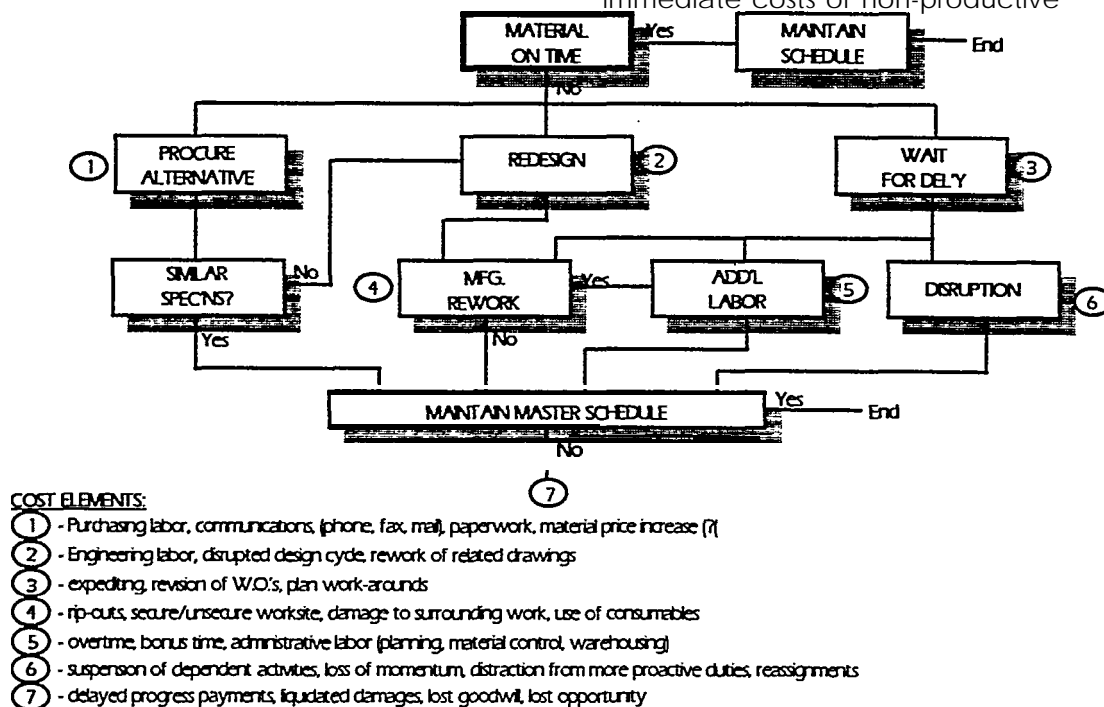 immediate costs of non-productive
MATERIAL
ON TIME
Yes
MAINTAIN
SCHEDULE
End
No
1
PROCURE
ALTERNATIVE
REDESIGN
2
WAIT
FOR DEL'Y
3
SIMILAR
SPEC'NS?
No
Yes
4
MFG.
REWORK
Yes
No
ADD'L
LABOR
5
DISRUPTION
6
MAINTAIN MASTER SCHEDULE
Yes
End
No
7
COST ELEMENTS:
1 - Purchasing labor, communications, (phone, fax, mail), paperwork, material price increase (?(
2 - Engineering labor, disrupted design cycle, rework of related drawings
3 - expediting, revision of W.O.'s, plan work-arounds
4 - rip-outs, secure/unsecure worksite, damage to surrounding work, use of consumables
5 - overtime, bonus time, administrative labor (planning, material control, warehousing)
6 - suspension of dependent activities, loss of momentum, distraction from more proactive duties, reassignments
7 - delayed progress payments, liquidated damages, lost goodwill, lost opportunity